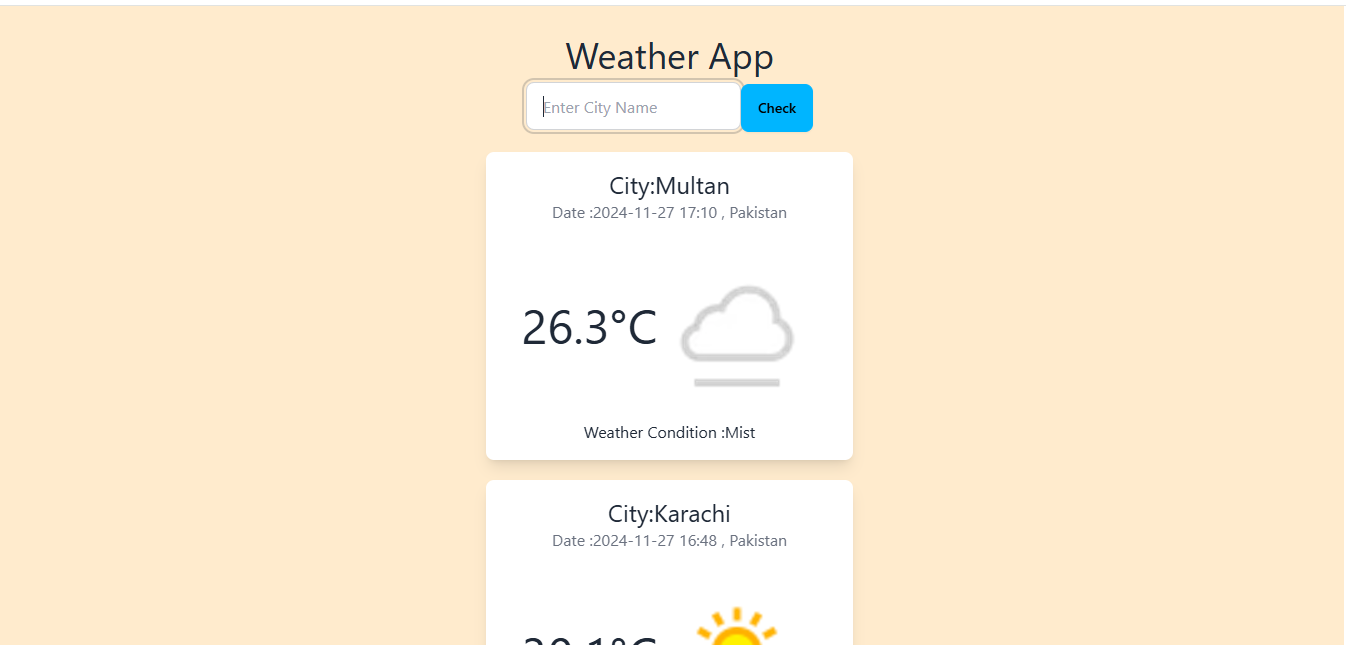 Weather App
Enter City Name
Check
City:Multan
Date :2024-11-27 17:10 , Pakistan
26.3°C
Weather Condition :Mist
City:Karachi
Date :2024-11-27 16:48 , Pakistan